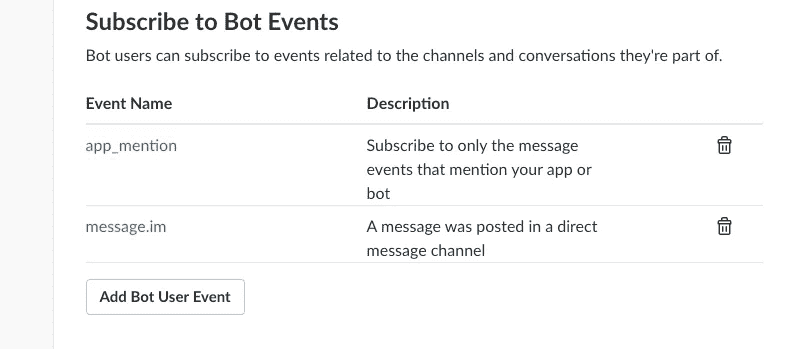 Subscribe to Bot Events
Bot users can subscribe to events related to the channels and conversations they're part of.
Event Name Description
app_mention Subscribe to only the message
events that mention your app or
bot
message.im A message was posted in a direct
message channel
Add Bot User Event